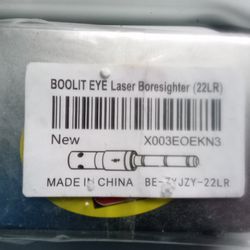 BOOLIT EYE Laser Boresighter (22LR)
New X003EOEKN3
MADE IN CHINA BE-ZYJZY-22LR